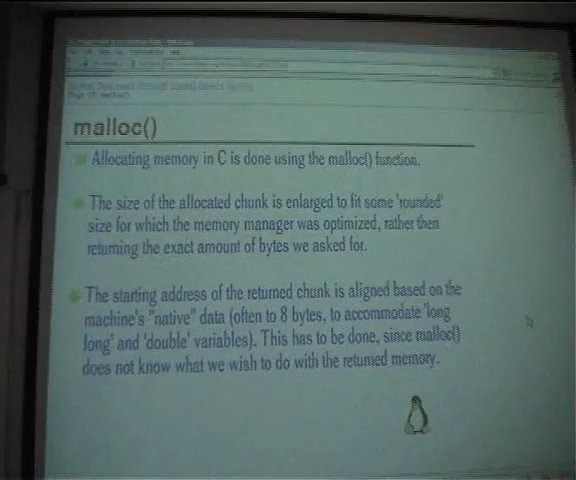 malloc()
Allocating memory in C is done using the malloc() function.
The size of the allocated chunk is enlarged to fit some 'rounded'
size for which the memory manager was optimized, rather then
returning the exact amount of bytes we asked for.
The starting address of the returned chunk is aligned based on the
machine's "native" data (often to 8 bytes, to accommodate 'long
long' and 'double' variables). This has to be done, since malloc()
does not know what we wish to do with the returned memory.